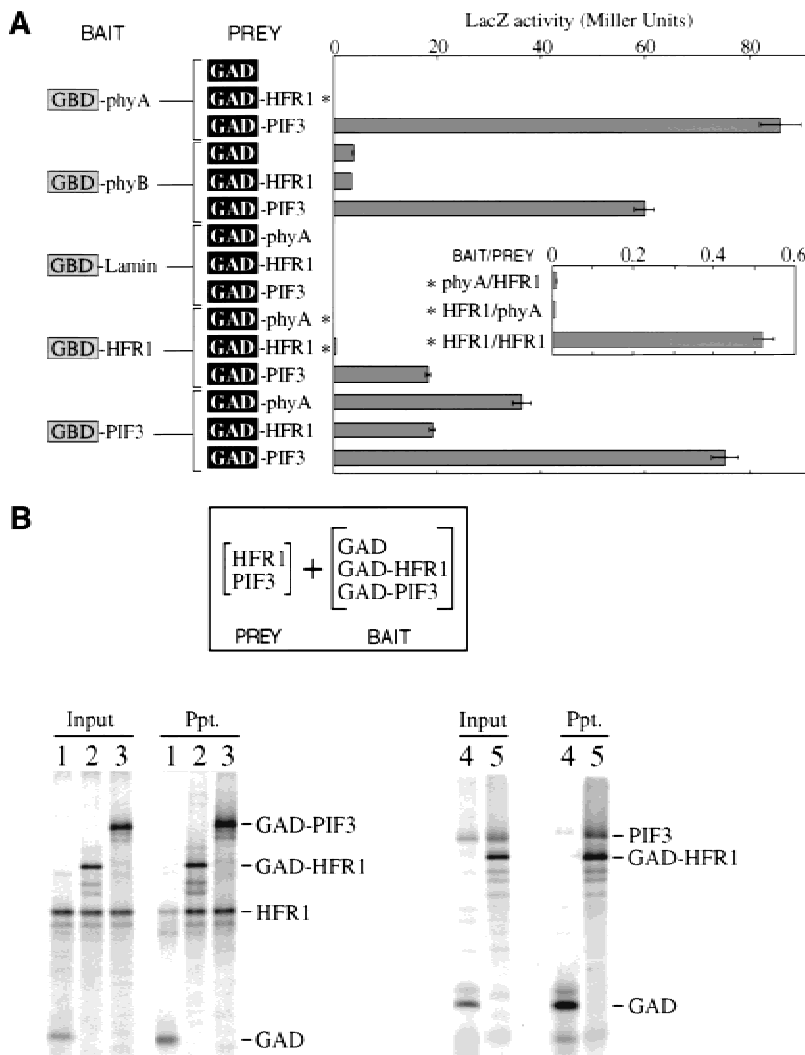 A
BAIT PREY LacZ activity (Miller Units)
0 20 40 60 80
GBD-phyA
GAD
GAD-HFR1 *
GAD-PIF3
GBD-phyB
GAD
GAD-HFR1
GAD-PIF3
GBD-Lamin
GAD-phyA
GAD-HFR1
GAD-PIF3
GBD-HFR1
GAD-phyA *
GAD-HFR1 *
GAD-PIF3
GBD-PIF3
GAD-phyA
GAD-HFR1
GAD-PIF3
BAIT/PREY 0 0.2 0.4 0.6
* phyA/HFR1
* HFR1/phyA
* HFR1/HFR1
B
HFR1
PIF3
+
GAD
GAD-HFR1
GAD-PIF3
PREY BAIT
Input Ppt.
1 2 3 1 2 3
GAD-PIF3
GAD-HFR1
HFR1
GAD
Input Ppt.
4 5 4 5
PIF3
GAD-HFR1
GAD